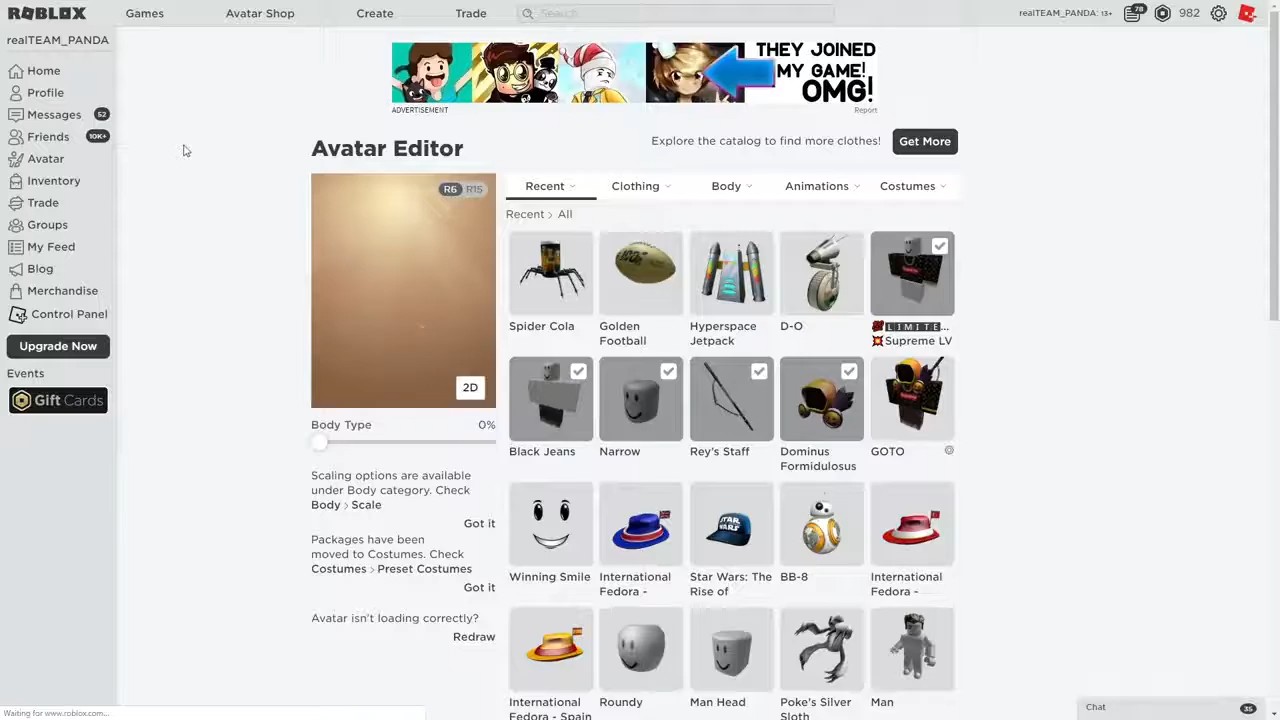 ROBLOX
Games
Avatar Shop
Create
Trade
Search
realTEAM_PANDA: 13+
78
982
realTEAM_PANDA
Home
Profile
Messages
52
Friends
10K+
Avatar
Inventory
Trade
Groups
My Feed
Blog
Merchandise
Control Panel
Upgrade Now
Events
Gift Cards
THEY JOINED
MY GAME!
OMG!
ADVERTISEMENT
Report
Avatar Editor
Explore the catalog to find more clothes!
Get More
R6 R15
2D
Body Type 0%
Scaling options are available
under Body category. Check
Body > Scale
Got it
Packages have been
moved to Costumes. Check
Costumes > Preset Costumes
Got it
Avatar isn't loading correctly?
Redraw
Recent
Clothing
Body
Animations
Costumes
Recent > All
Spider Cola
Golden
Football
Hyperspace
Jetpack
D-O
LIMITE...
Supreme LV
Black Jeans
Narrow
Rey's Staff
Dominus
Formidulosus
GOTO
STAR
WARS
Winning Smile
International
Fedora -
Star Wars: The
Rise of
BB-8
International
Fedora -
International
Fedora - Spain
Roundy
Man Head
Poke's Silver
Sloth
Man
Waiting for www.roblox.com...
Chat
35